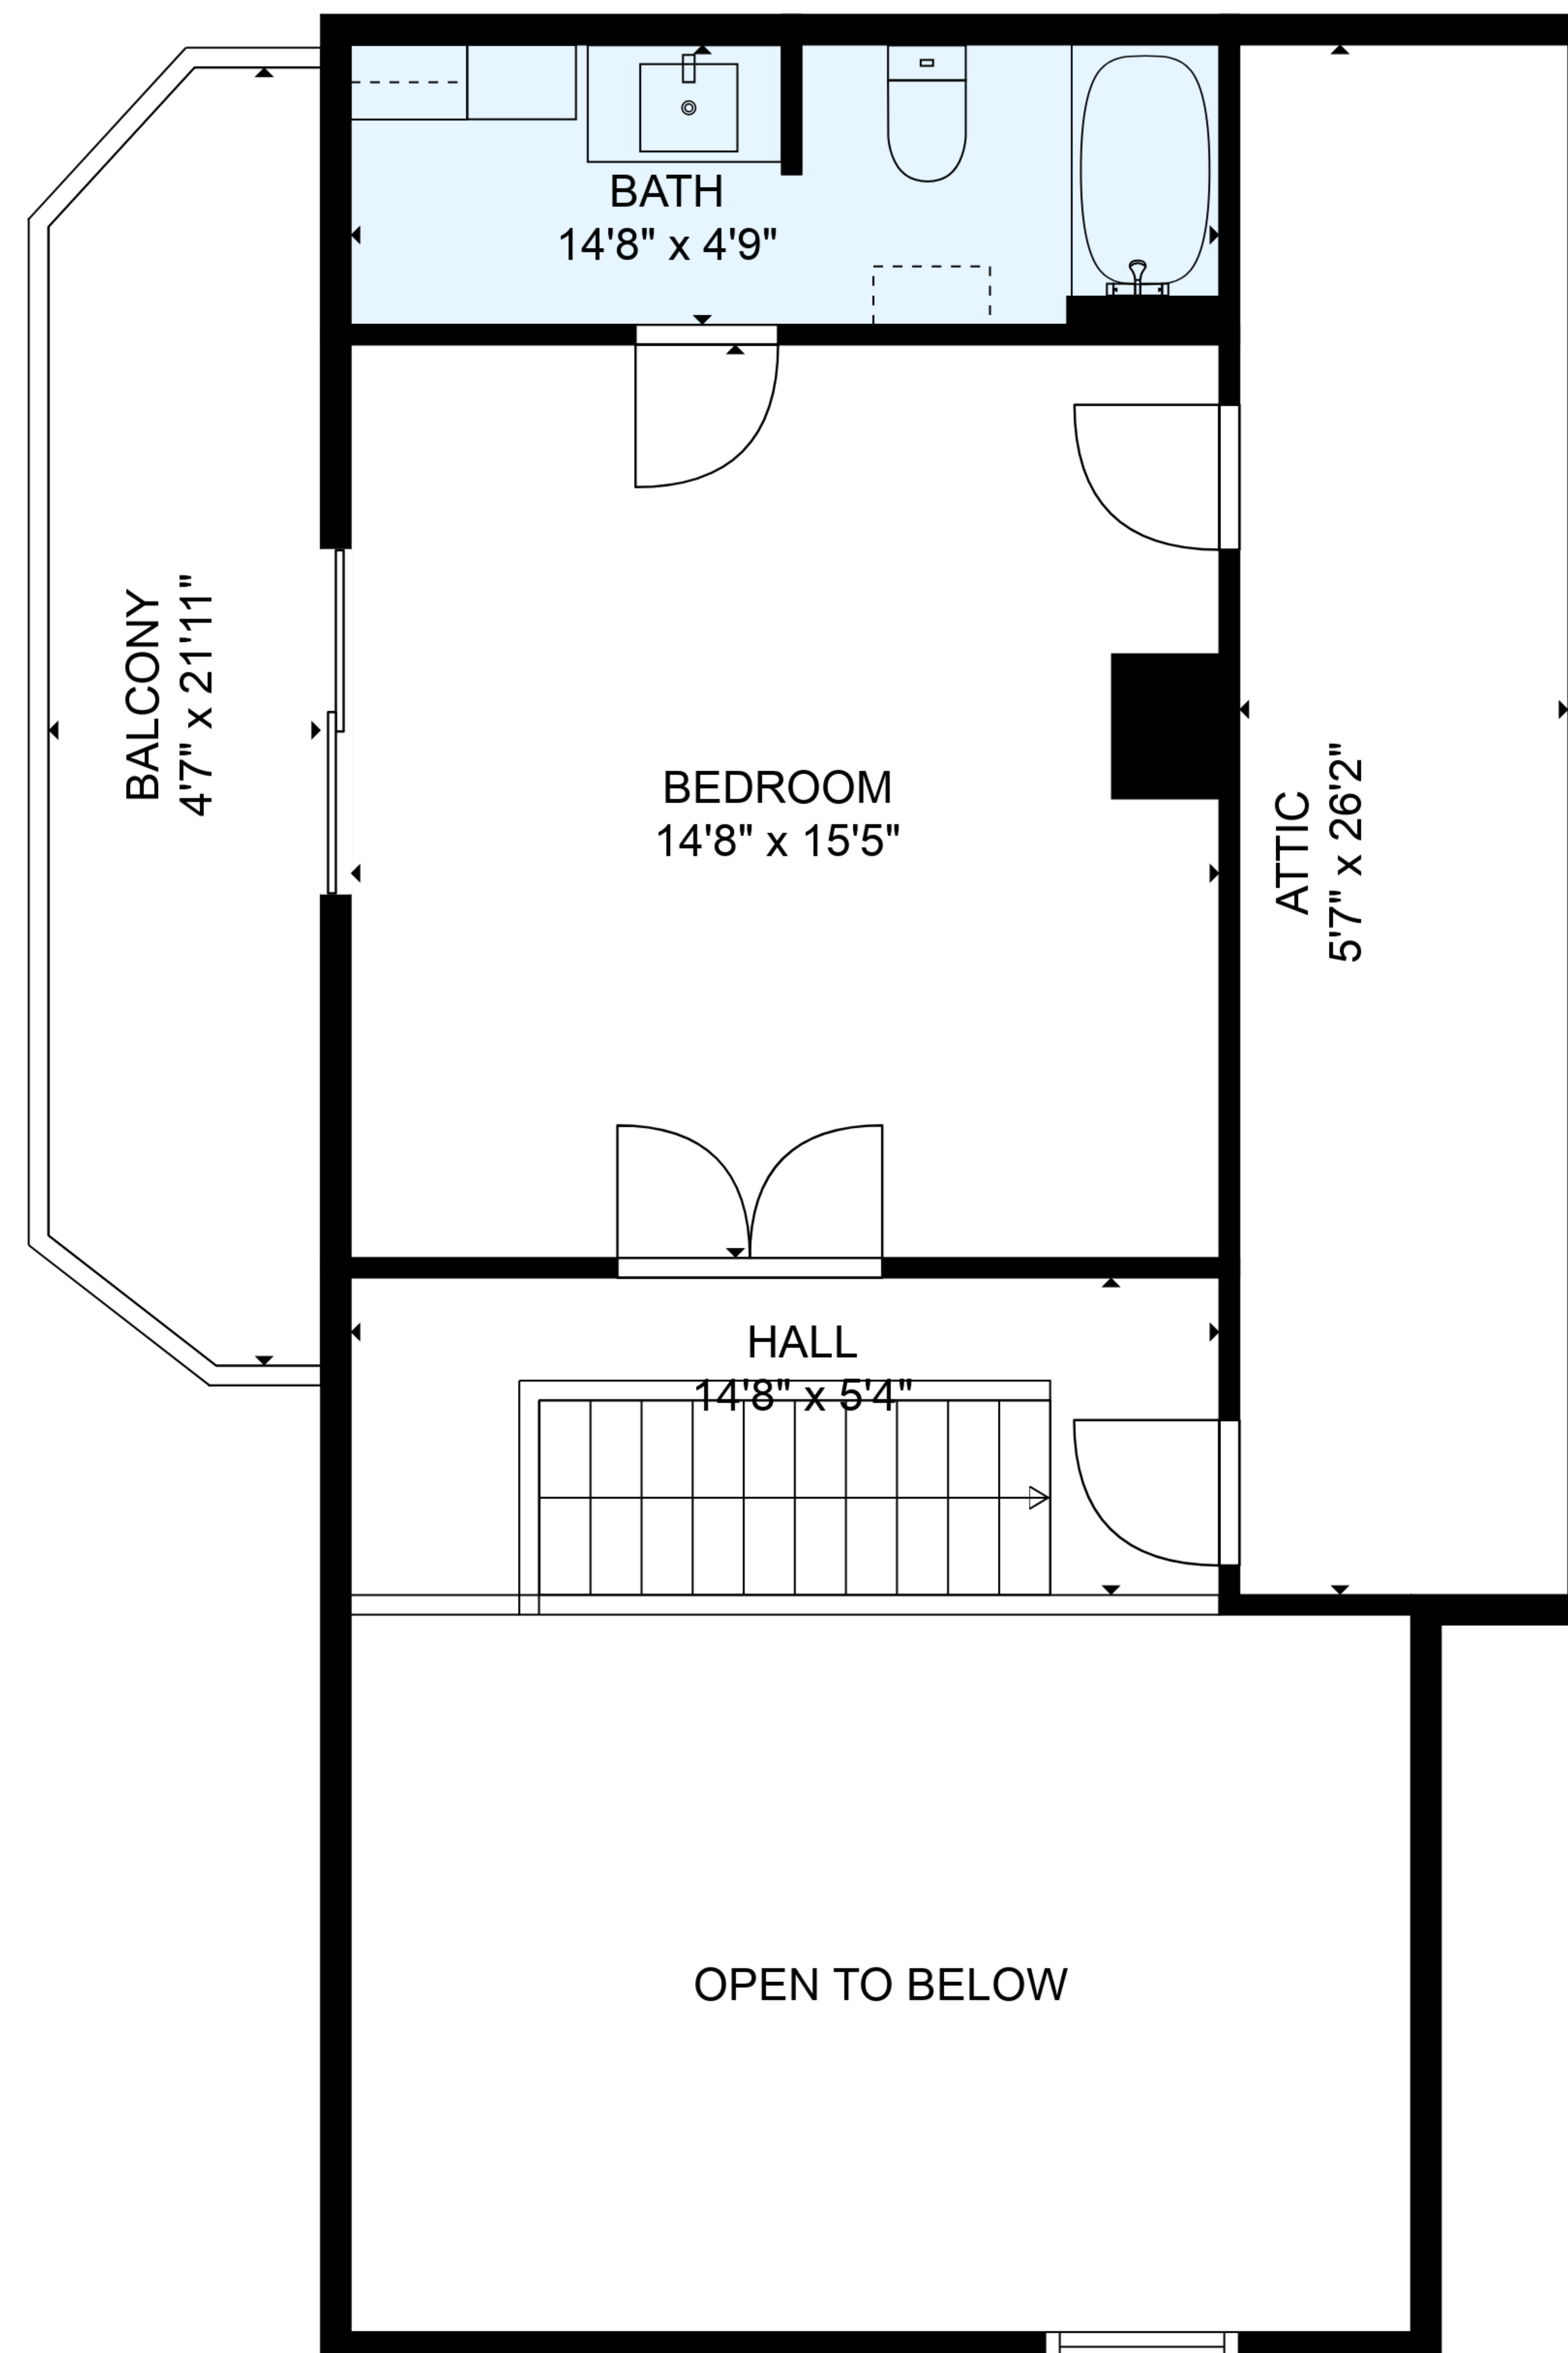 BATH
14'8" x 4'9"
BALCONY
4'7" x 21'11"
BEDROOM
14'8" x 15'5"
ATTIC
5'7" x 26'2"
HALL
14'8" x 5'4"
OPEN TO BELOW